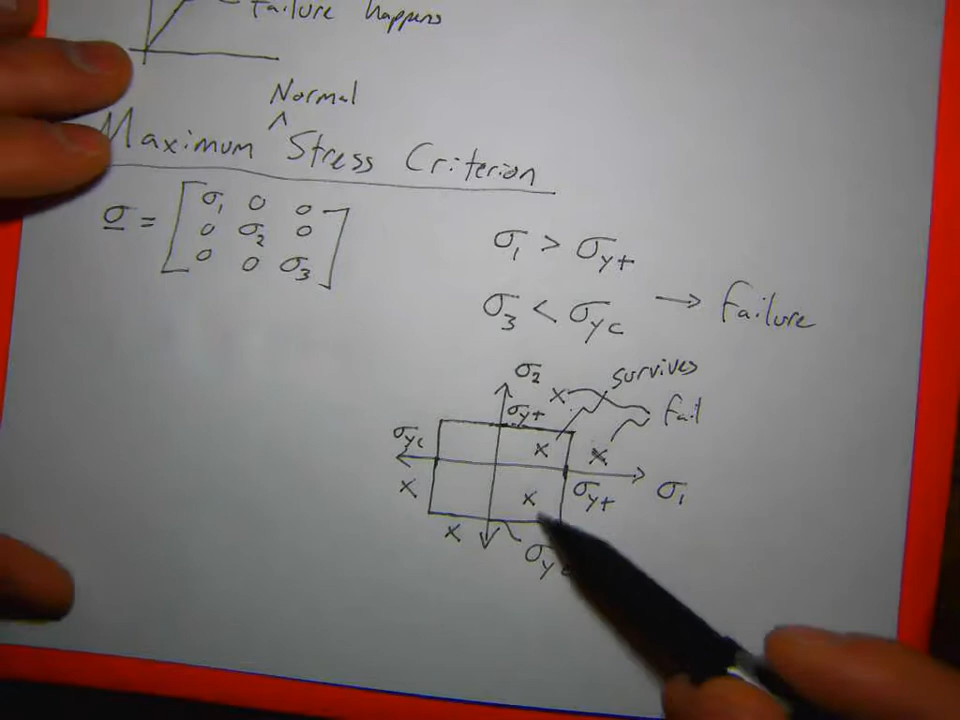 Failure happens
Normal
^
Maximum Stress Criterion
σ = [ σ₁ 0 0
0 σ₂ 0
0 0 σ₃ ]
σ₁ > σyt
σ₃ < σyc → Failure
σ₂
survives
x
σyt
fail
σyc
x
x
x
σyt
σ₁
x
x
σy